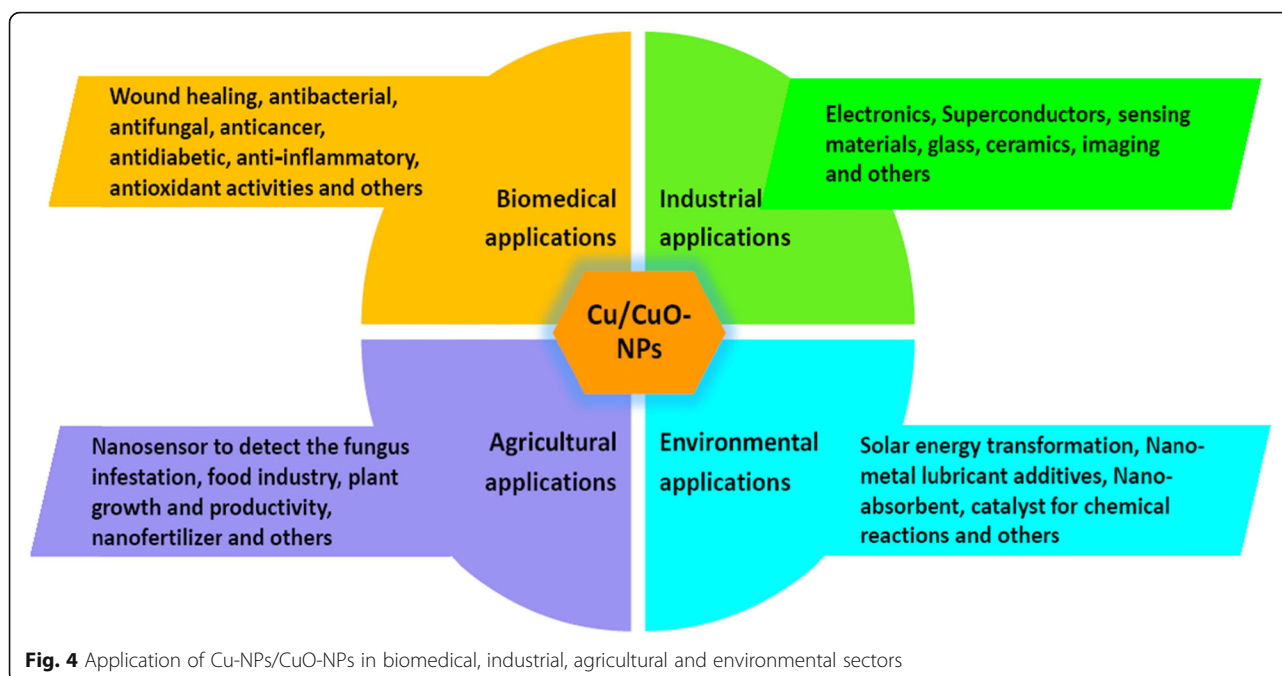 Wound healing, antibacterial,
antifungal, anticancer,
antidiabetic, anti-inflammatory,
antioxidant activities and others
Biomedical
applications
Electronics, Superconductors, sensing
materials, glass, ceramics, imaging
and others
Industrial
applications
Cu/CuO-
NPs
Nanosensor to detect the fungus
infestation, food industry, plant
growth and productivity,
nanofertilizer and others
Agricultural
applications
Environmental
applications
Solar energy transformation, Nano-
metal lubricant additives, Nano-
absorbent, catalyst for chemical
reactions and others
Fig. 4 Application of Cu-NPs/CuO-NPs in biomedical, industrial, agricultural and environmental sectors